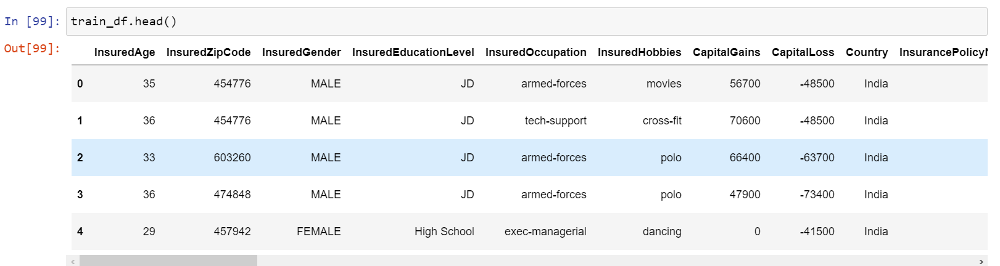 In [99]: train_df.head()
Out[99]:
InsuredAge InsuredZipCode InsuredGender InsuredEducationLevel InsuredOccupation InsuredHobbies CapitalGains CapitalLoss Country
0 35 454776 MALE JD armed-forces movies 56700 -48500 India
1 36 454776 MALE JD tech-support cross-fit 70600 -48500 India
2 33 603260 MALE JD armed-forces polo 66400 -63700 India
3 36 474848 MALE JD armed-forces polo 47900 -73400 India
4 29 457942 FEMALE High School exec-managerial dancing 0 -41500 India